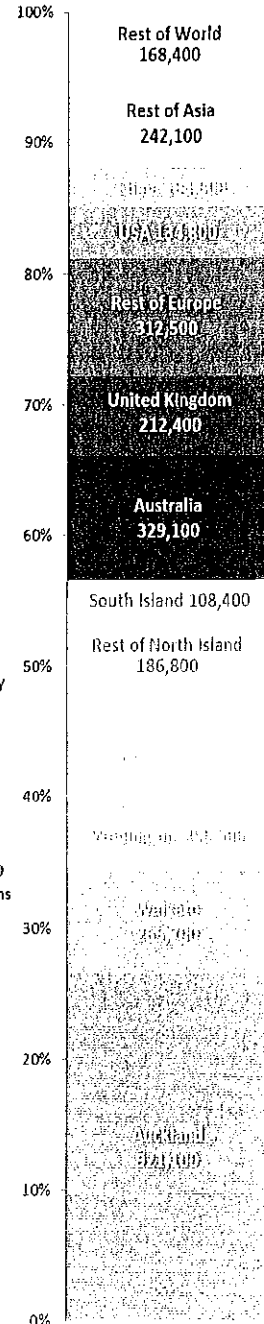 100%
Rest of World
168,400
Rest of Asia
242,100
90%
USA
80%
Rest of Europe
312,500
United Kingdom
212,400
70%
Australia
329,100
60%
South Island 108,400
Rest of North Island
186,800
50%
y
40%
ns
Waikato
30%
20%
Auckland
10%
0%